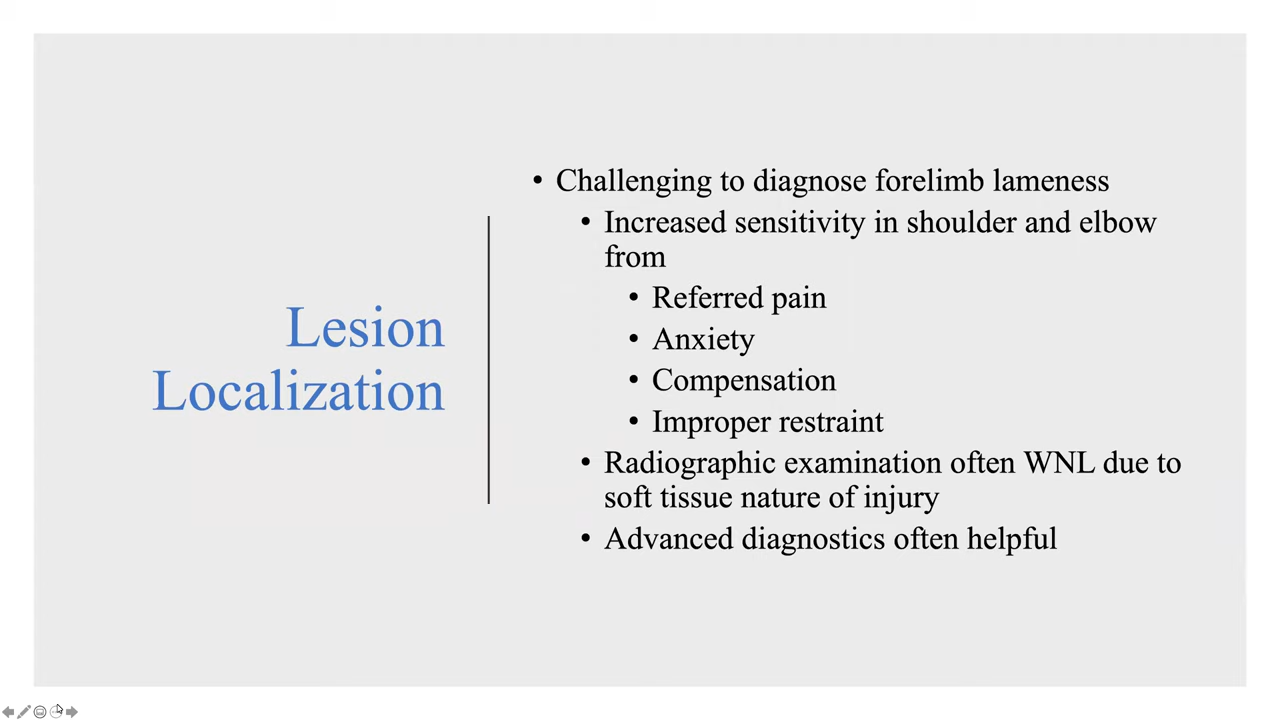 Lesion
Localization
• Challenging to diagnose forelimb lameness
• Increased sensitivity in shoulder and elbow
from
• Referred pain
• Anxiety
• Compensation
• Improper restraint
• Radiographic examination often WNL due to
soft tissue nature of injury
• Advanced diagnostics often helpful